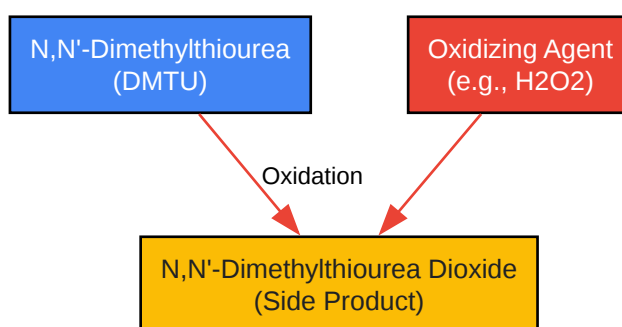 N,N'-Dimethylthiourea
(DMTU)
Oxidizing Agent
(e.g., H2O2)
Oxidation
N,N'-Dimethylthiourea Dioxide
(Side Product)